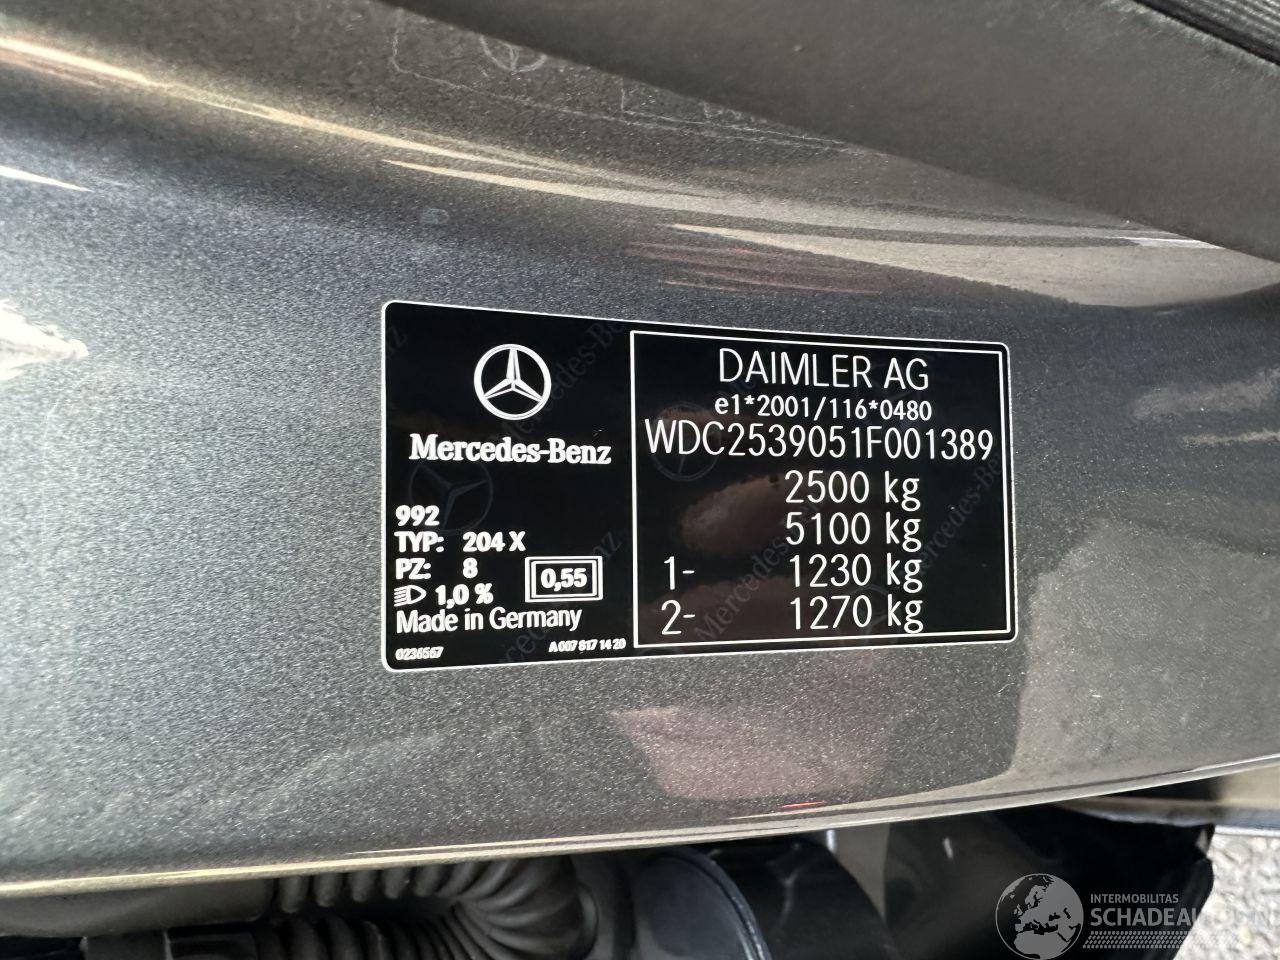 Mercedes-Benz
992
TYP: 204 X
PZ: 8
1,0 %
0,55
Made in Germany
0236567
A 007 817 14 20
DAIMLER AG
e1*2001/116*0480
WDC2539051F001389
2500 kg
5100 kg
1- 1230 kg
2- 1270 kg
INTERMOBILITAS